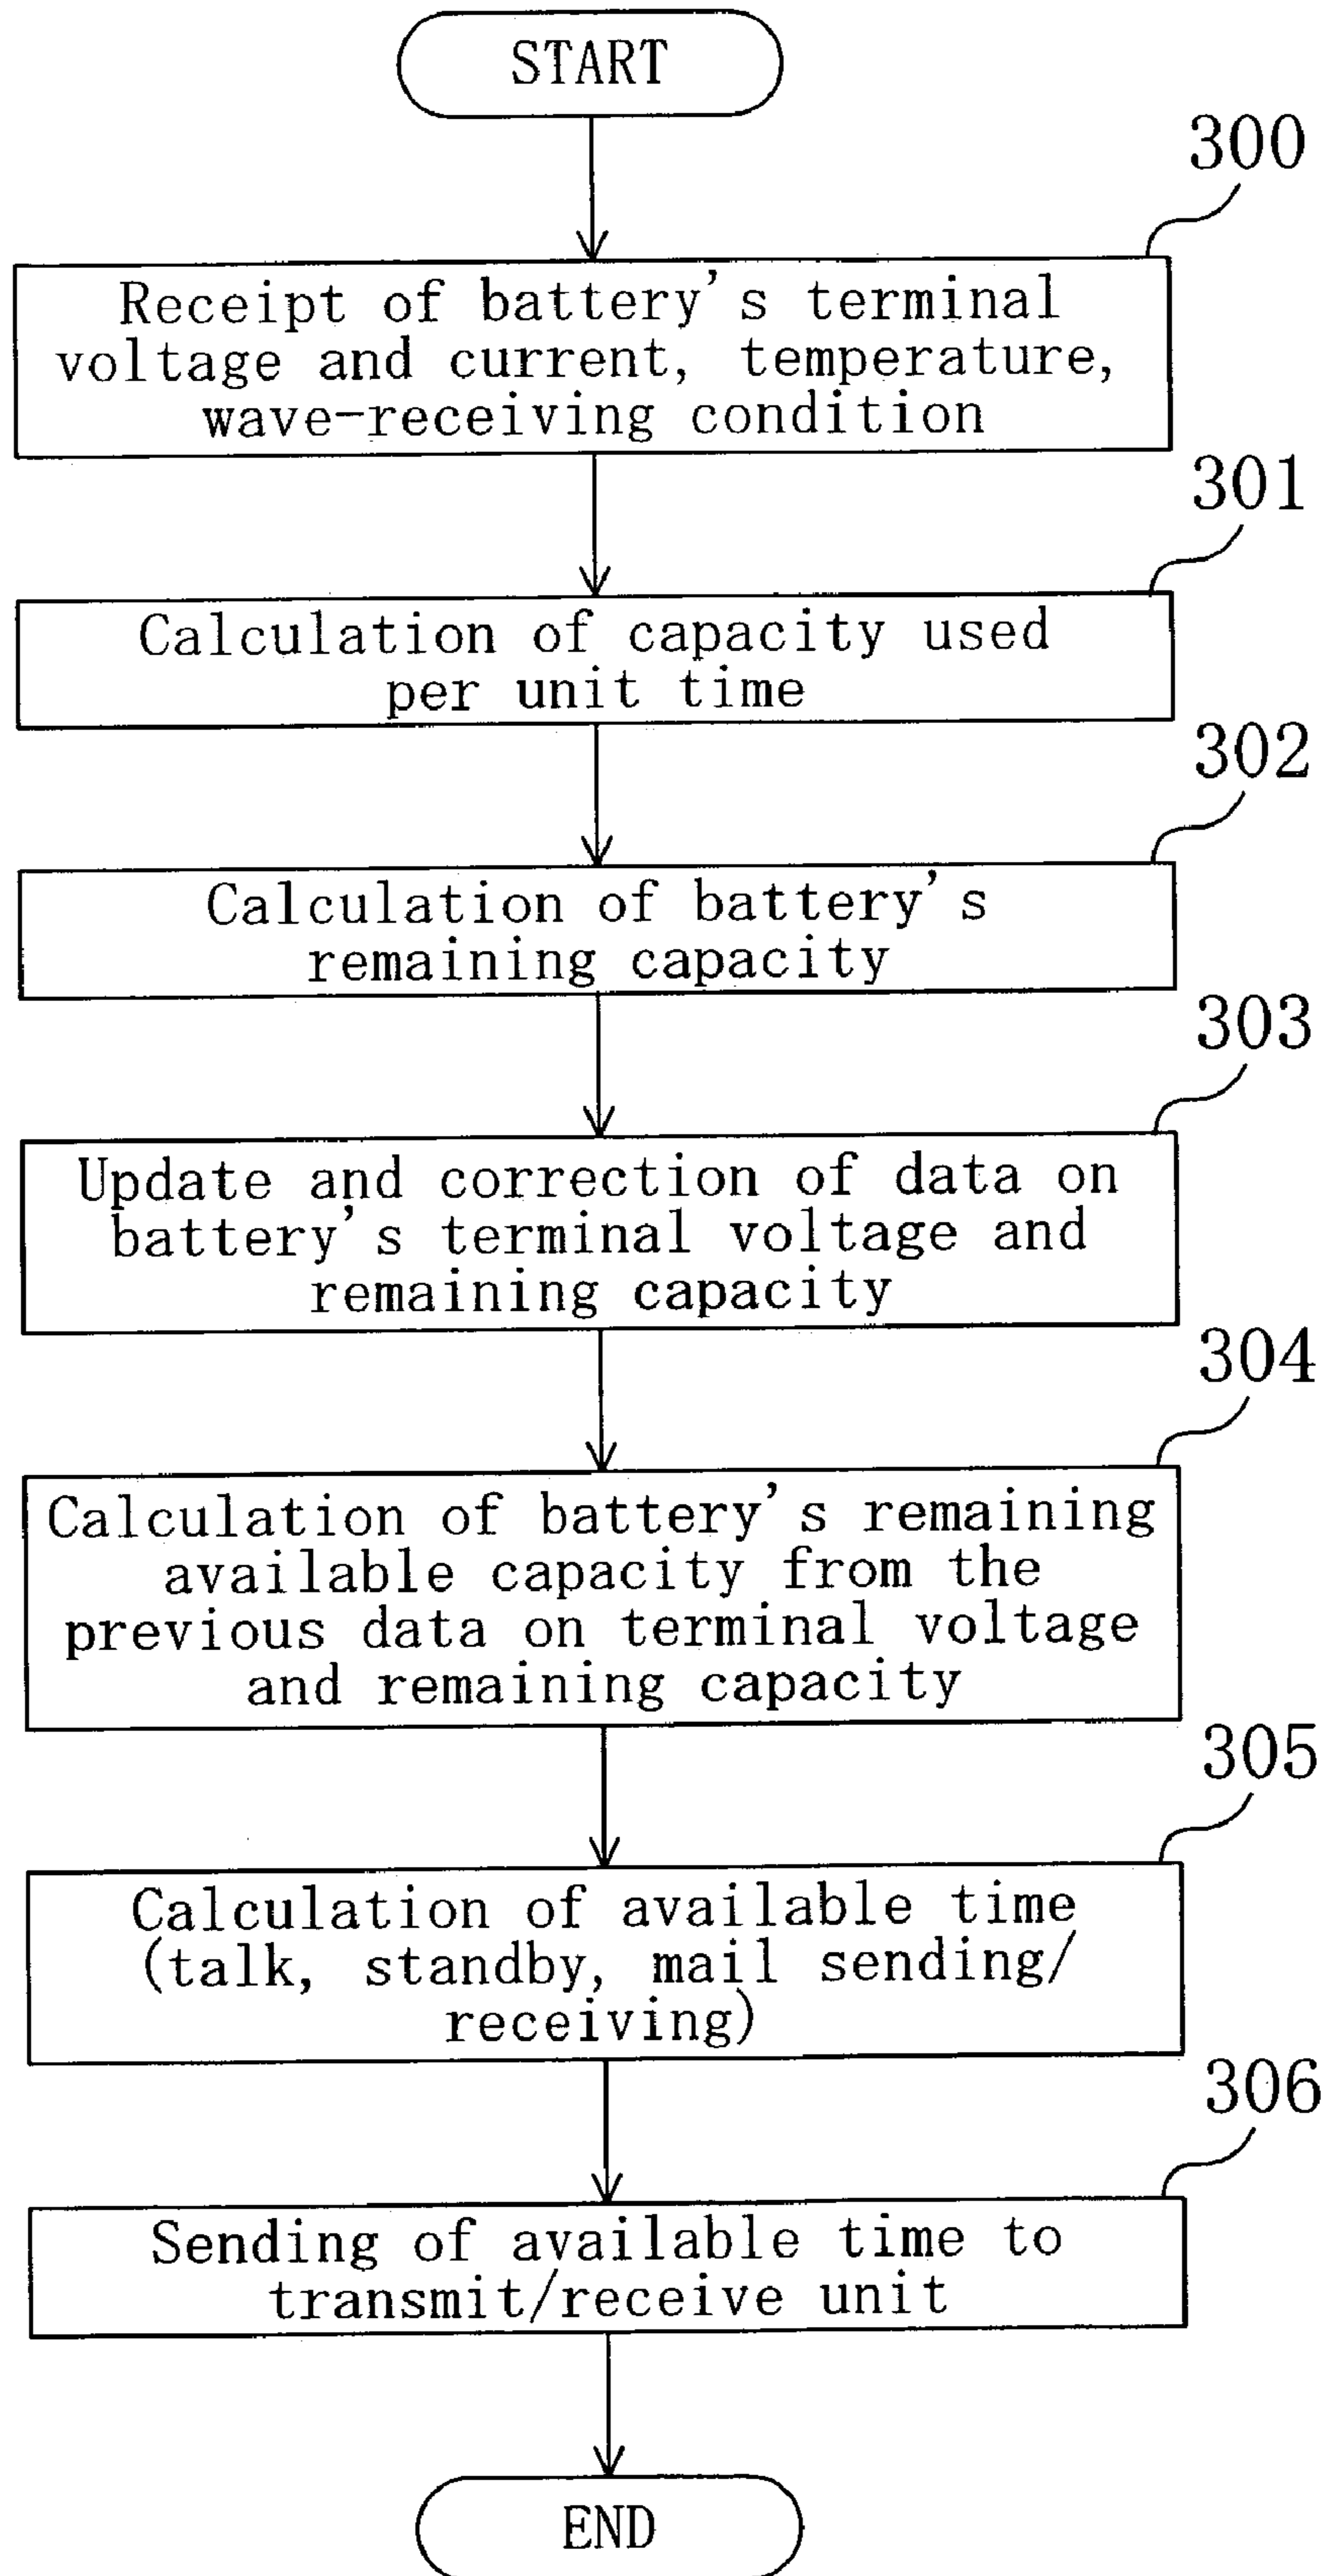 START
300
Receipt of battery's terminal
voltage and current, temperature,
wave-receiving condition
301
Calculation of capacity used
per unit time
302
Calculation of battery's
remaining capacity
303
Update and correction of data on
battery's terminal voltage and
remaining capacity
304
Calculation of battery's remaining
available capacity from the
previous data on terminal voltage
and remaining capacity
305
Calculation of available time
(talk, standby, mail sending/
receiving)
306
Sending of available time to
transmit/receive unit
END